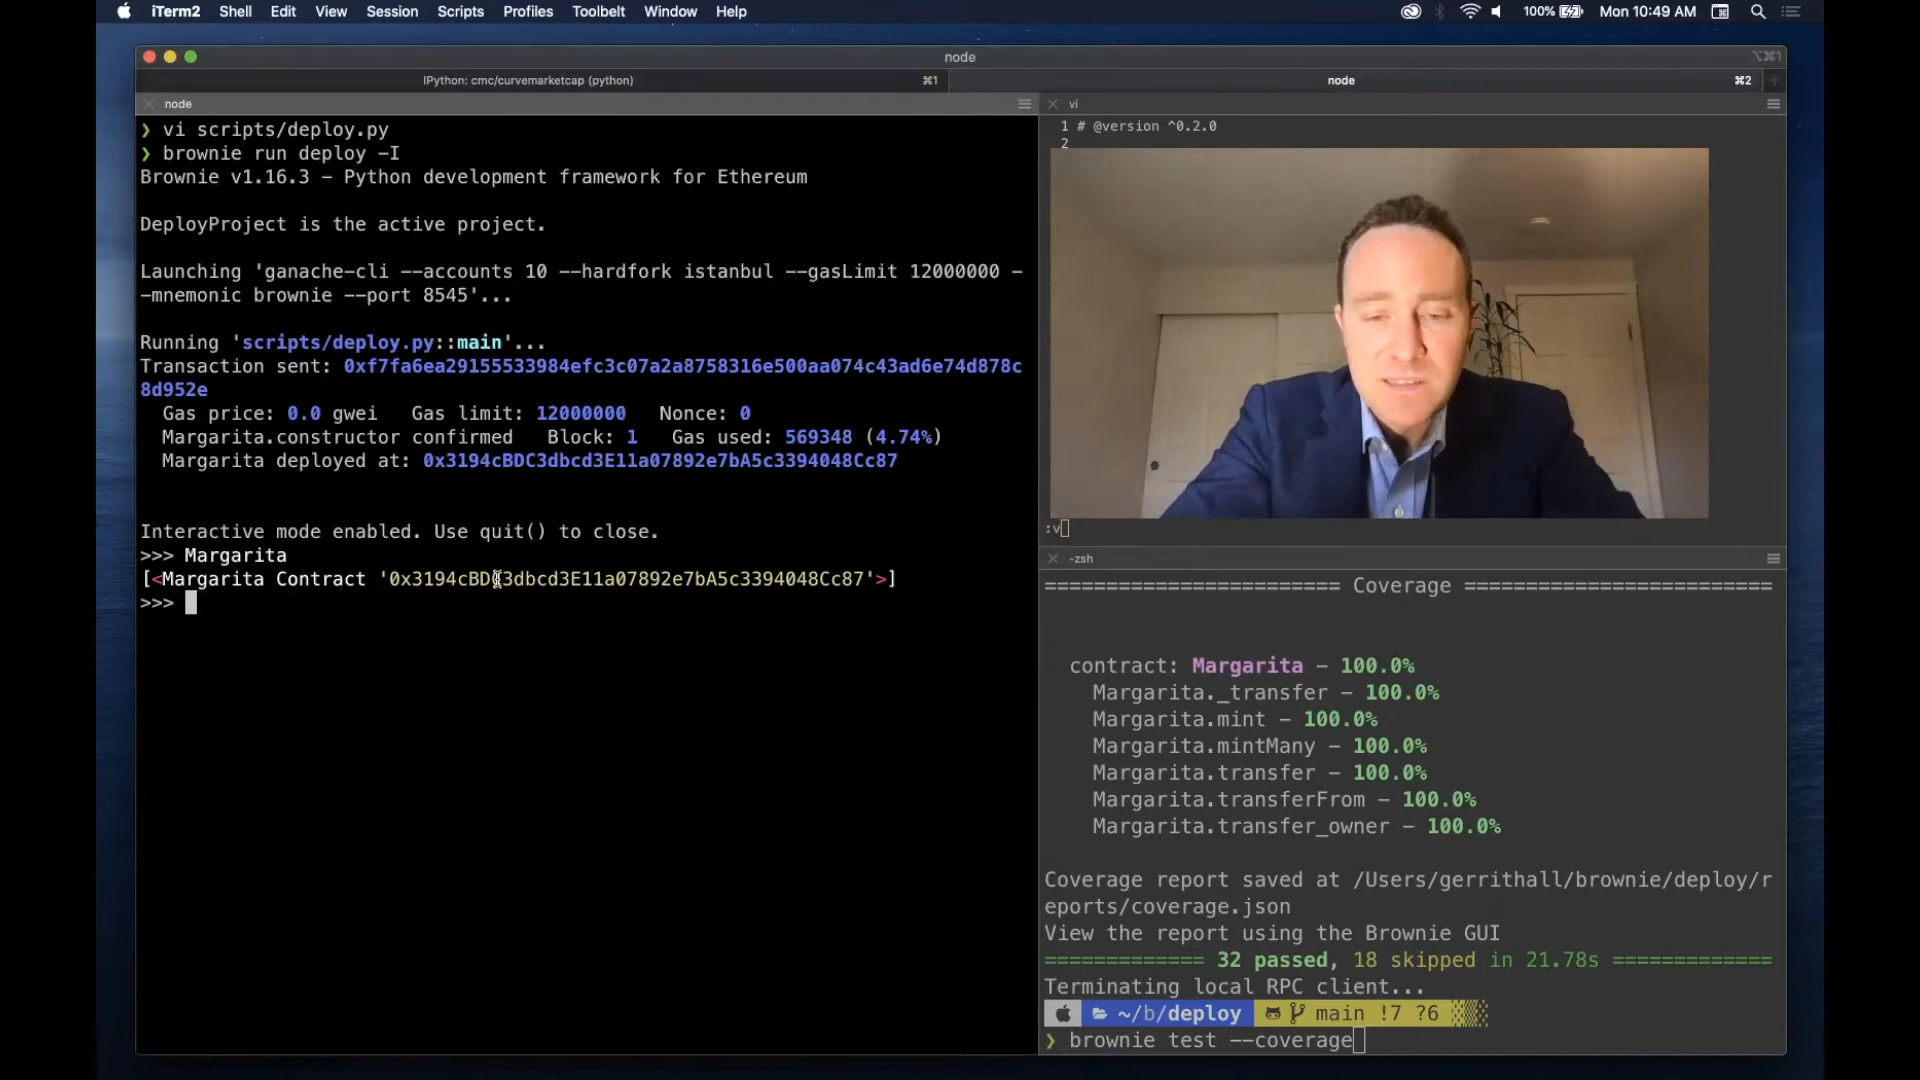 iTerm2 Shell Edit View Session Scripts Profiles Toolbelt Window Help 100% Mon 10:49 AM
node ⌥⌘1
IPython: cmc/curvemarketcap (python) ⌘1 node ⌘2
node
❯ vi scripts/deploy.py
❯ brownie run deploy -I
Brownie v1.16.3 - Python development framework for Ethereum
DeployProject is the active project.
Launching 'ganache-cli --accounts 10 --hardfork istanbul --gasLimit 12000000 -
-mnemonic brownie --port 8545'...
Running 'scripts/deploy.py::main'...
Transaction sent: 0xf7fa6ea29155533984efc3c07a2a8758316e500aa074c43ad6e74d878c
8d952e
Gas price: 0.0 gwei Gas limit: 12000000 Nonce: 0
Margarita.constructor confirmed Block: 1 Gas used: 569348 (4.74%)
Margarita deployed at: 0x3194cBDC3dbcd3E11a07892e7bA5c3394048Cc87
Interactive mode enabled. Use quit() to close.
>>> Margarita
[<Margarita Contract '0x3194cBDC3dbcd3E11a07892e7bA5c3394048Cc87'>]
>>>
vi
1 # @version ^0.2.0
2
:v
-zsh
======================== Coverage =========================
contract: Margarita - 100.0%
Margarita._transfer - 100.0%
Margarita.mint - 100.0%
Margarita.mintMany - 100.0%
Margarita.transfer - 100.0%
Margarita.transferFrom - 100.0%
Margarita.transfer_owner - 100.0%
Coverage report saved at /Users/gerrithall/brownie/deploy/r
eports/coverage.json
View the report using the Brownie GUI
============= 32 passed, 18 skipped in 21.78s =============
Terminating local RPC client...
~/b/deploy main !7 ?6
❯ brownie test --coverage